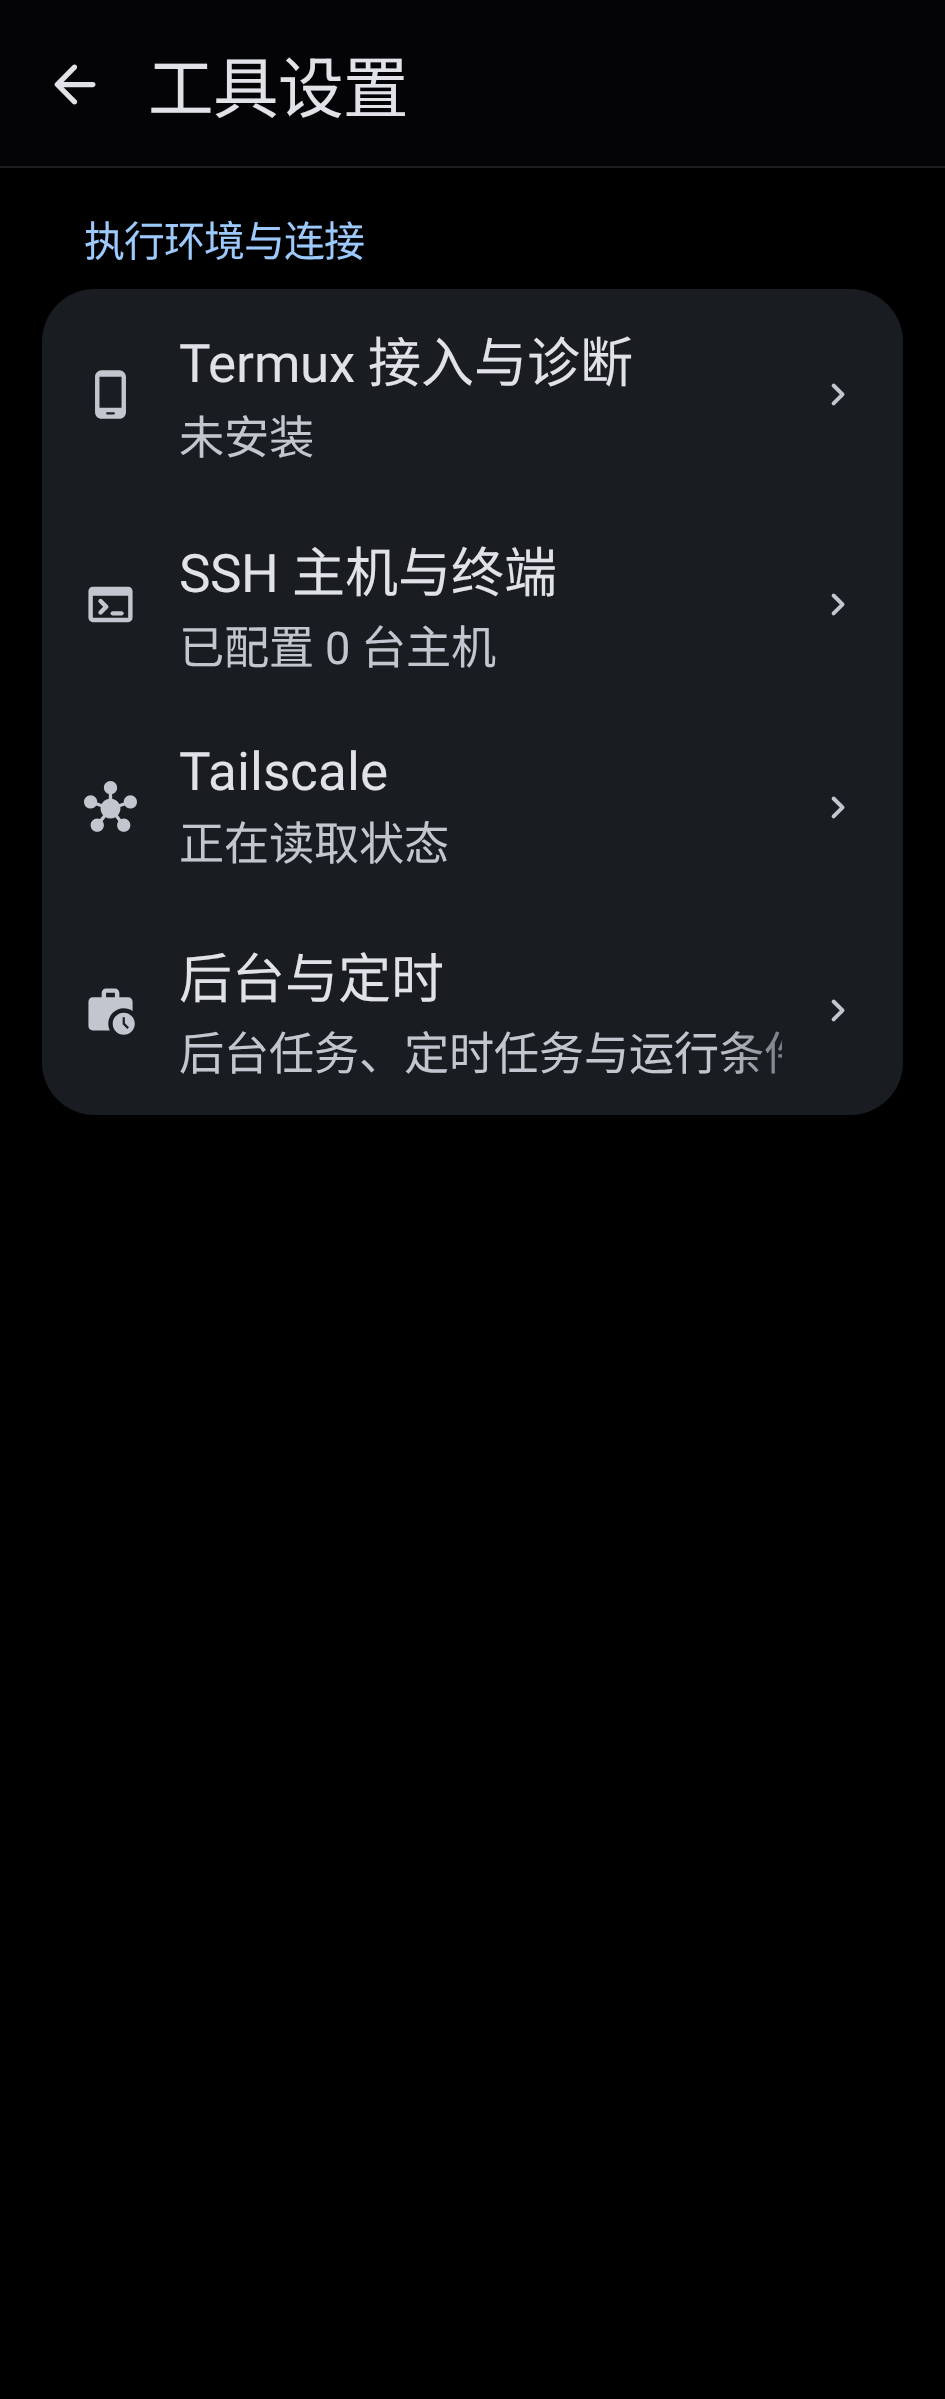 工具设置
执行环境与连接
Termux 接入与诊断
未安装
SSH 主机与终端
已配置 0 台主机
Tailscale
正在读取状态
后台与定时
后台任务、定时任务与运行条